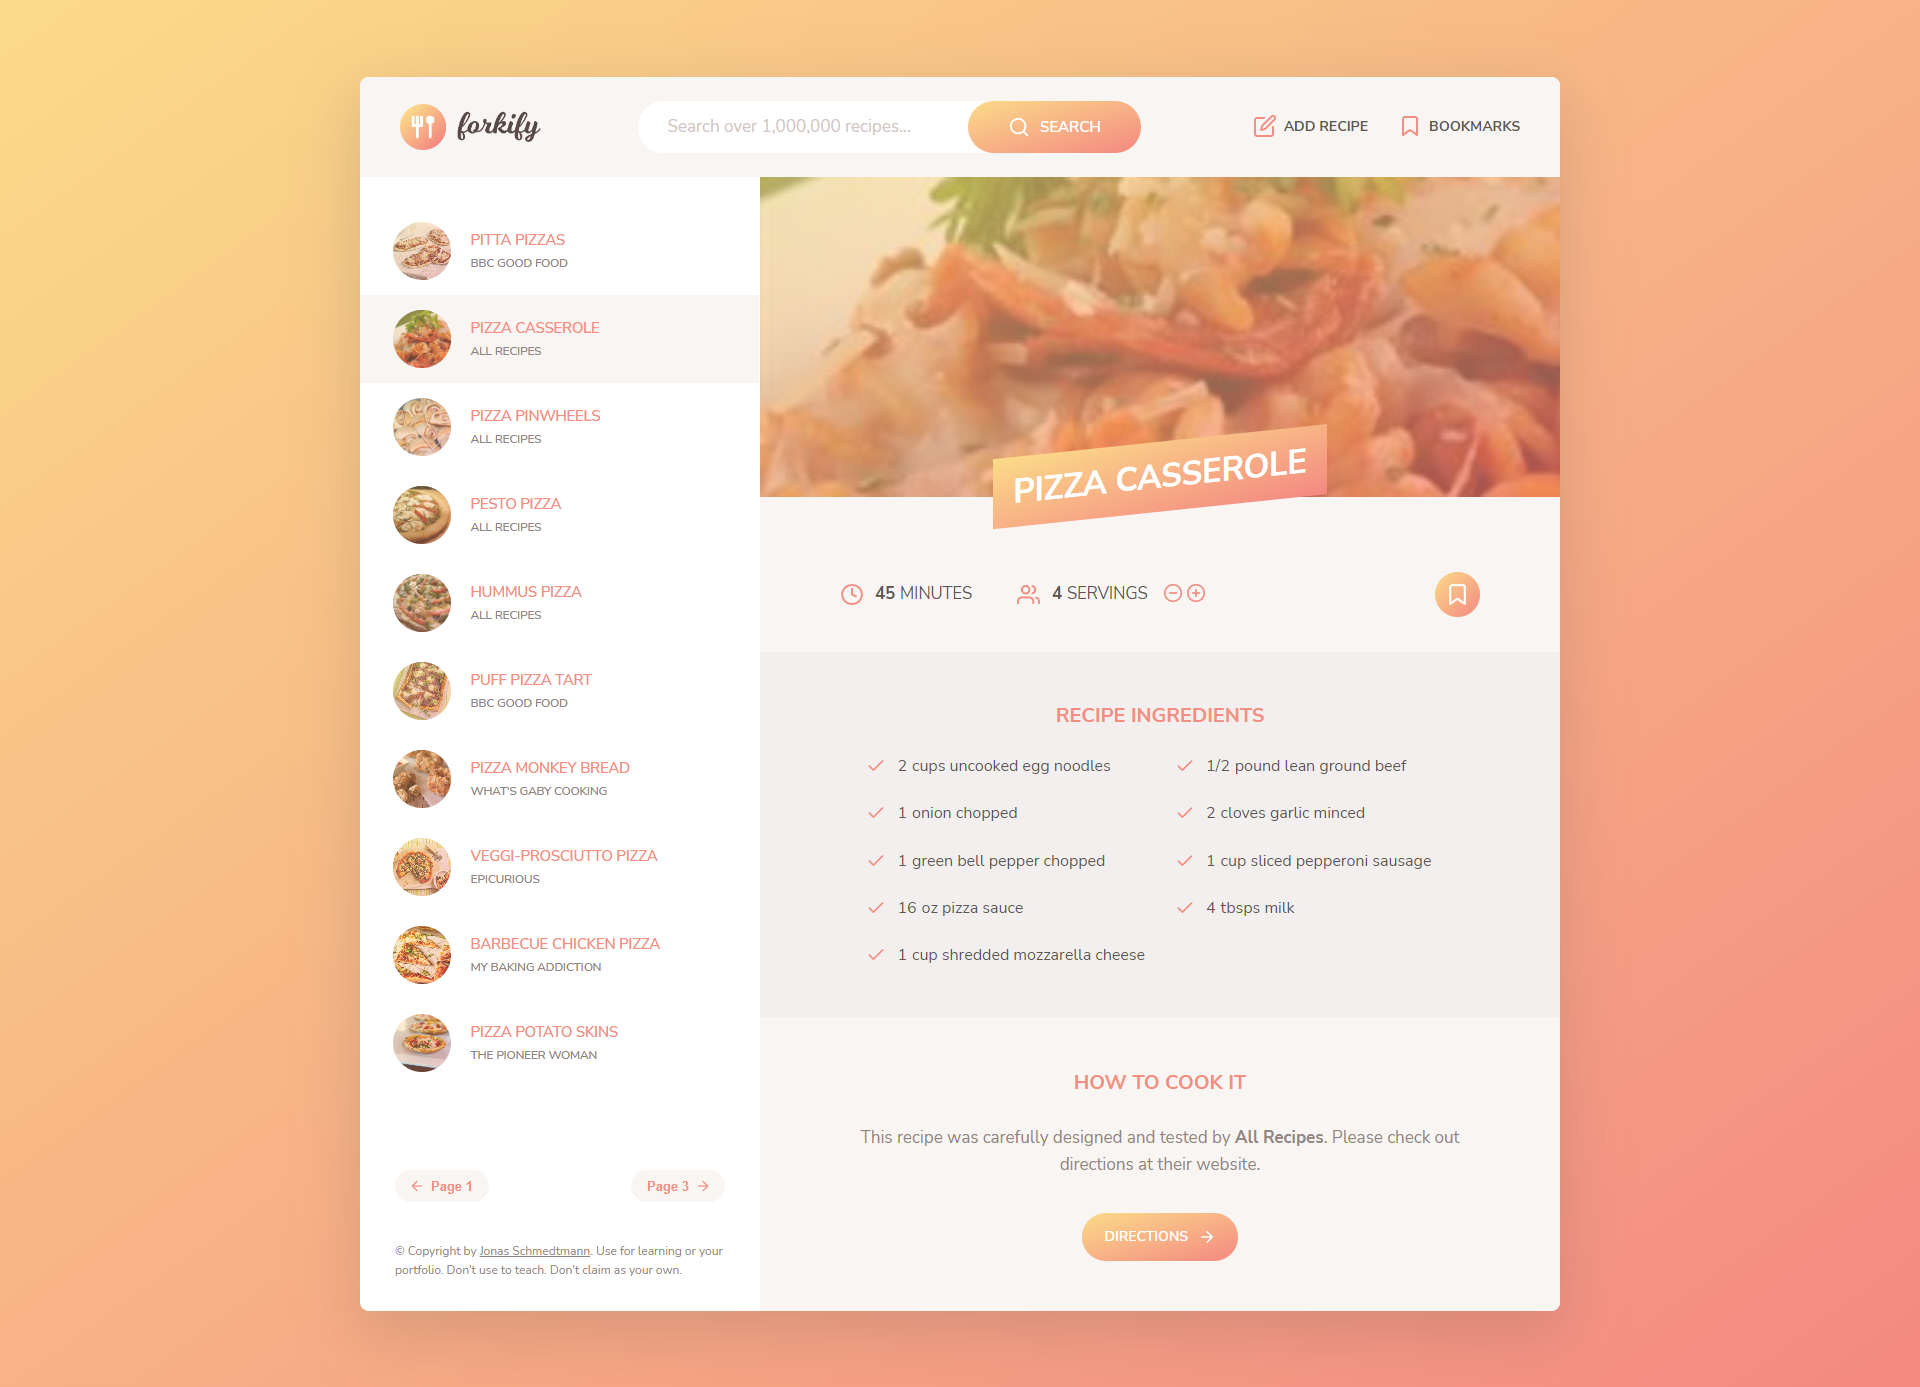 forkify
Search over 1,000,000 recipes...
SEARCH
ADD RECIPE
BOOKMARKS
PITTA PIZZAS
BBC GOOD FOOD
PIZZA CASSEROLE
ALL RECIPES
PIZZA PINWHEELS
ALL RECIPES
PESTO PIZZA
ALL RECIPES
HUMMUS PIZZA
ALL RECIPES
PUFF PIZZA TART
BBC GOOD FOOD
PIZZA MONKEY BREAD
WHAT'S GABY COOKING
VEGGI-PROSCIUTTO PIZZA
EPICURIOUS
BARBECUE CHICKEN PIZZA
MY BAKING ADDICTION
PIZZA POTATO SKINS
THE PIONEER WOMAN
Page 1
Page 3
© Copyright by Jonas Schmedtmann. Use for learning or your
portfolio. Don't use to teach. Don't claim as your own.
PIZZA CASSEROLE
45 MINUTES
4 SERVINGS
RECIPE INGREDIENTS
2 cups uncooked egg noodles
1/2 pound lean ground beef
1 onion chopped
2 cloves garlic minced
1 green bell pepper chopped
1 cup sliced pepperoni sausage
16 oz pizza sauce
4 tbsps milk
1 cup shredded mozzarella cheese
HOW TO COOK IT
This recipe was carefully designed and tested by All Recipes. Please check out
directions at their website.
DIRECTIONS